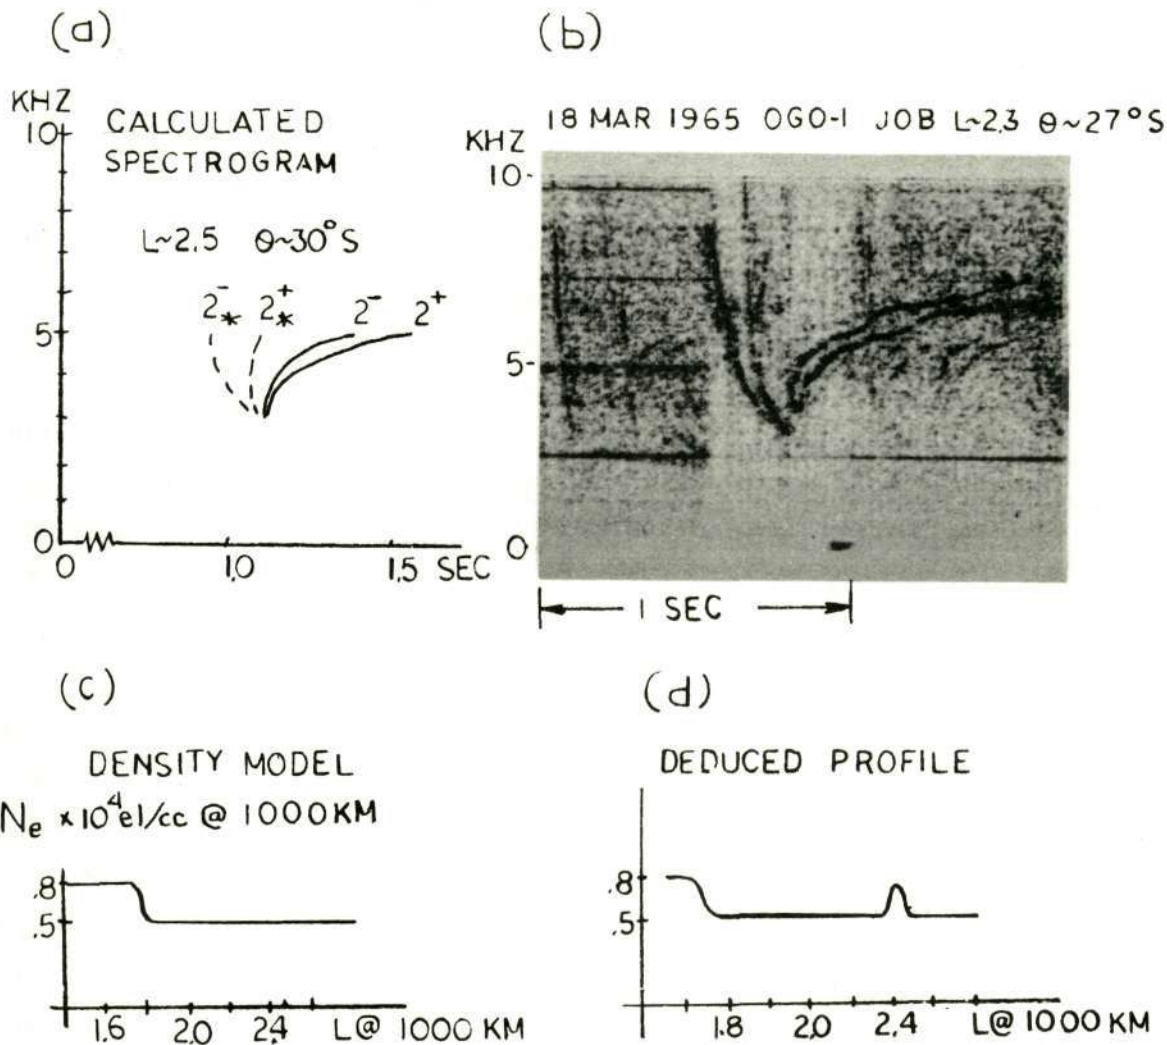 (a)
KHZ
10
CALCULATED
SPECTROGRAM
L~2.5 θ~30°S
2⁻* 2⁺* 2⁻ 2⁺
5
0
0 1.0 1.5 SEC
(b)
18 MAR 1965 OGO-1 JOB L~2.3 θ~27°S
KHZ
10-
5-
0-
1 SEC
(c)
DENSITY MODEL
Nₑ x10⁴el/cc @ 1000KM
.8
.5
1.6 2.0 2.4 L@ 1000 KM
(d)
DEDUCED PROFILE
.8
.5
1.8 2.0 2.4 L@ 1000 KM